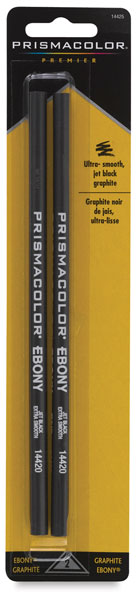 14425
PRISMACOLOR®
PREMIER
Ultra- smooth,
jet black
graphite
Graphite noir
de jais,
ultra-lisse
PRISMACOLOR® EBONY JET BLACK EXTRA SMOOTH 14420
PRISMACOLOR® EBONY JET BLACK EXTRA SMOOTH 14420
EBONY®
GRAPHITE
2
GRAPHITE
EBONY®